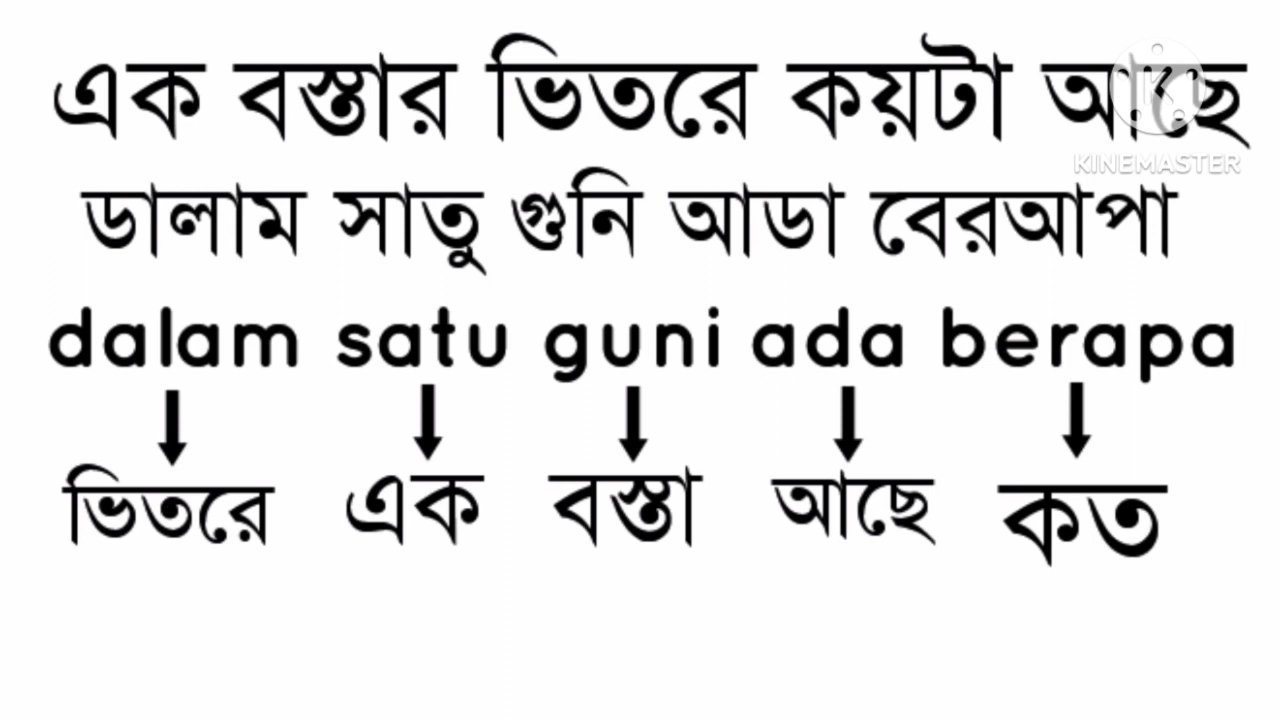 এক বস্তার ভিতরে কয়টা আছে
KINEMASTER
ডালাম সাতু গুনি আডা বেরআপা
dalam satu guni ada berapa
ভিতরে এক বস্তা আছে কত